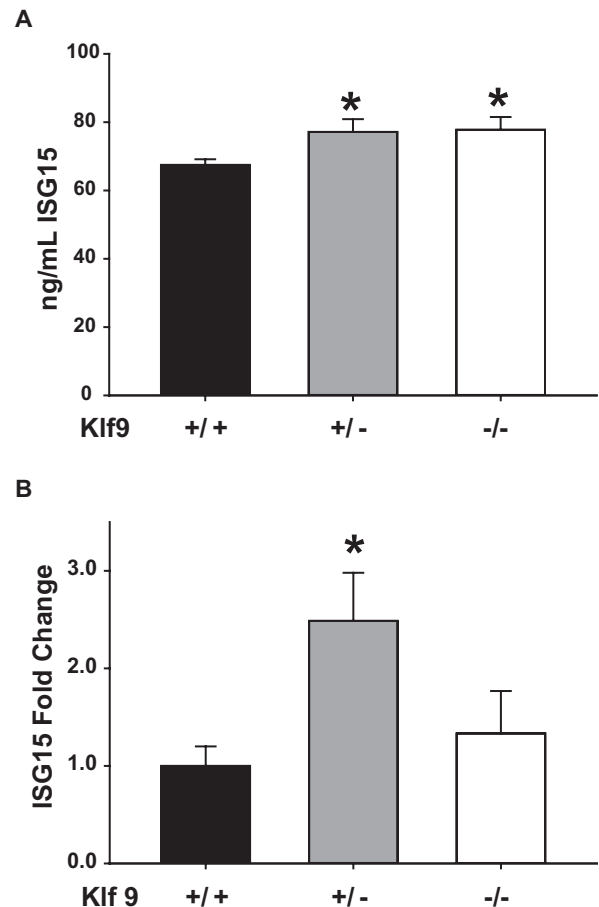 A
100
80
60
40
20
0
ng/mL ISG15
*
*
Klf9 +/+ +/- -/-
B
3.0
2.0
1.0
0.0
ISG15 Fold Change
*
Klf 9 +/+ +/- -/-